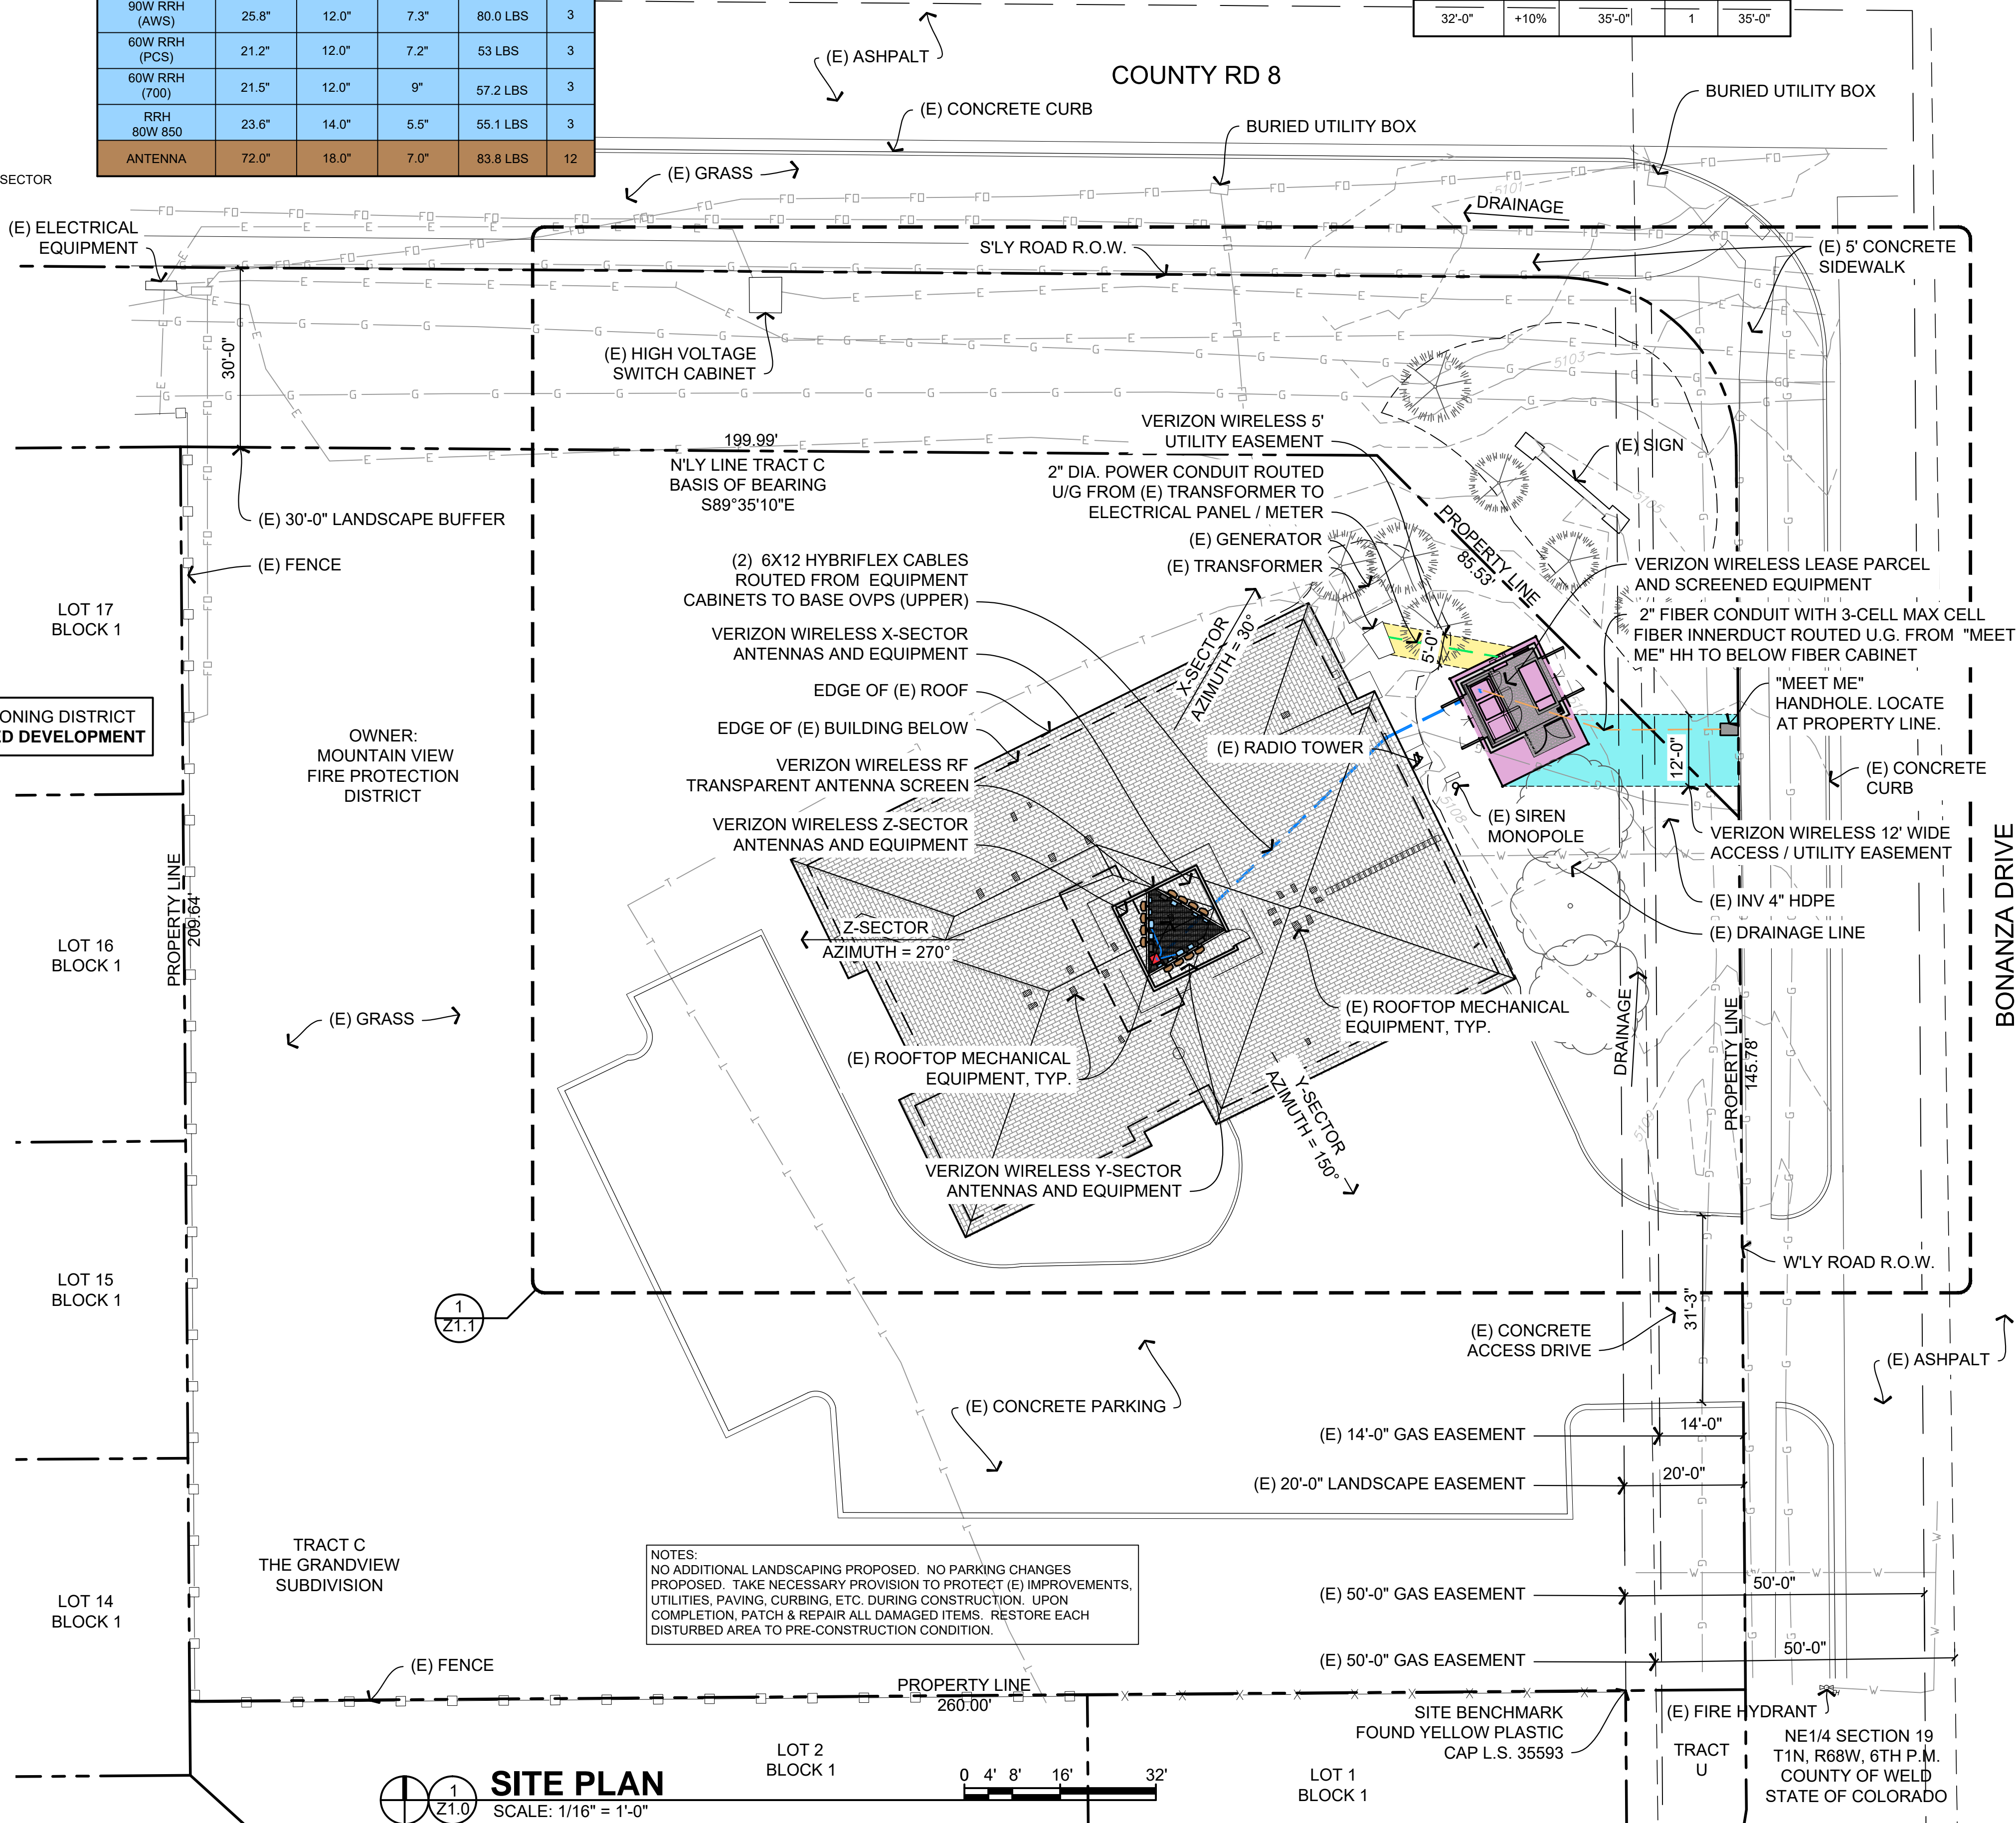 90W RRH
(AWS)
25.8" 12.0" 7.3" 80.0 LBS 3
60W RRH
(PCS)
21.2" 12.0" 7.2" 53 LBS 3
60W RRH
(700)
21.5" 12.0" 9" 57.2 LBS 3
RRH
80W 850
23.6" 14.0" 5.5" 55.1 LBS 3
ANTENNA 72.0" 18.0" 7.0" 83.8 LBS 12
32'-0" +10% 35'-0" 1 35'-0"
(E) ASHPALT
COUNTY RD 8
BURIED UTILITY BOX
(E) CONCRETE CURB
BURIED UTILITY BOX
SECTOR
(E) GRASS
5101
DRAINAGE
(E) ELECTRICAL
EQUIPMENT
S'LY ROAD R.O.W.
(E) 5' CONCRETE
SIDEWALK
30'-0"
(E) HIGH VOLTAGE
SWITCH CABINET
5103
199.99'
N'LY LINE TRACT C
BASIS OF BEARING
S89°35'10"E
VERIZON WIRELESS 5'
UTILITY EASEMENT
(E) SIGN
5105
2" DIA. POWER CONDUIT ROUTED
U/G FROM (E) TRANSFORMER TO
ELECTRICAL PANEL / METER
PROPERTY LINE
85.53'
(E) 30'-0" LANDSCAPE BUFFER
(E) GENERATOR
(E) TRANSFORMER
(E) FENCE
(2) 6X12 HYBRIFLEX CABLES
ROUTED FROM EQUIPMENT
CABINETS TO BASE OVPS (UPPER)
VERIZON WIRELESS LEASE PARCEL
AND SCREENED EQUIPMENT
2" FIBER CONDUIT WITH 3-CELL MAX CELL
FIBER INNERDUCT ROUTED U.G. FROM "MEET
ME" HH TO BELOW FIBER CABINET
LOT 17
BLOCK 1
VERIZON WIRELESS X-SECTOR
ANTENNAS AND EQUIPMENT
X-SECTOR
AZIMUTH = 30°
5'-0"
EDGE OF (E) ROOF
"MEET ME"
HANDHOLE. LOCATE
AT PROPERTY LINE.
ONING DISTRICT
ED DEVELOPMENT
EDGE OF (E) BUILDING BELOW
OWNER:
MOUNTAIN VIEW
FIRE PROTECTION
DISTRICT
(E) RADIO TOWER
12'-0"
VERIZON WIRELESS RF
TRANSPARENT ANTENNA SCREEN
(E) CONCRETE
CURB
5108
(E) SIREN
MONOPOLE
VERIZON WIRELESS Z-SECTOR
ANTENNAS AND EQUIPMENT
VERIZON WIRELESS 12' WIDE
ACCESS / UTILITY EASEMENT
BONANZA DRIVE
PROPERTY LINE
209.64'
(E) INV 4" HDPE
(E) DRAINAGE LINE
Z-SECTOR
AZIMUTH = 270°
LOT 16
BLOCK 1
(E) GRASS
(E) ROOFTOP MECHANICAL
EQUIPMENT, TYP.
DRAINAGE
PROPERTY LINE
145.78'
(E) ROOFTOP MECHANICAL
EQUIPMENT, TYP.
Y-SECTOR
AZIMUTH = 150°
VERIZON WIRELESS Y-SECTOR
ANTENNAS AND EQUIPMENT
LOT 15
BLOCK 1
W'LY ROAD R.O.W.
1
Z1.1
31'-3"
(E) CONCRETE
ACCESS DRIVE
(E) ASHPALT
(E) CONCRETE PARKING
(E) 14'-0" GAS EASEMENT
14'-0"
(E) 20'-0" LANDSCAPE EASEMENT
20'-0"
TRACT C
THE GRANDVIEW
SUBDIVISION
NOTES:
NO ADDITIONAL LANDSCAPING PROPOSED. NO PARKING CHANGES
PROPOSED. TAKE NECESSARY PROVISION TO PROTECT (E) IMPROVEMENTS,
UTILITIES, PAVING, CURBING, ETC. DURING CONSTRUCTION. UPON
COMPLETION, PATCH & REPAIR ALL DAMAGED ITEMS. RESTORE EACH
DISTURBED AREA TO PRE-CONSTRUCTION CONDITION.
LOT 14
BLOCK 1
(E) 50'-0" GAS EASEMENT
50'-0"
(E) 50'-0" GAS EASEMENT
50'-0"
(E) FENCE
PROPERTY LINE
260.00'
SITE BENCHMARK
FOUND YELLOW PLASTIC
CAP L.S. 35593
(E) FIRE HYDRANT
TRACT
U
NE1/4 SECTION 19
T1N, R68W, 6TH P.M.
COUNTY OF WELD
STATE OF COLORADO
LOT 2
BLOCK 1
LOT 1
BLOCK 1
1
Z1.0
SITE PLAN
SCALE: 1/16" = 1'-0"
0 4' 8' 16' 32'